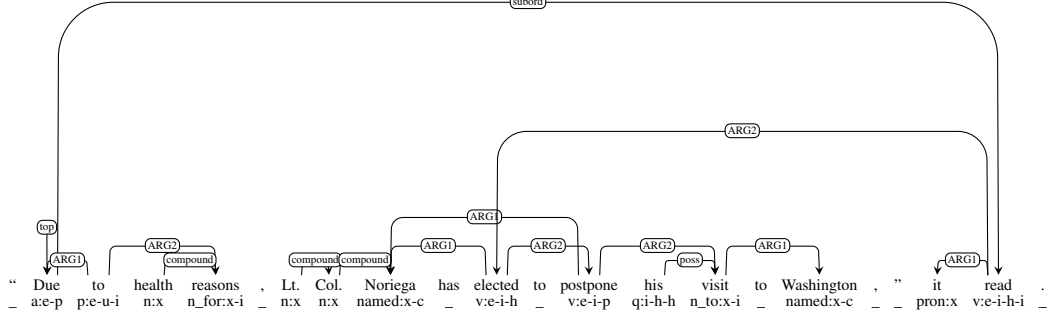 subord
ARG2
top ARG1
ARG1 ARG2 ARG1 ARG2 ARG2 ARG1
compound compound compound poss ARG1
“ Due to health reasons , Lt. Col. Noriega has elected to postpone his visit to Washington , ” it read .
_ a:e-p p:e-u-i n:x n_for:x-i _ n:x n:x named:x-c _ v:e-i-h _ v:e-i-p q:i-h-h n_to:x-i _ named:x-c _ _ pron:x v:e-i-h-i _